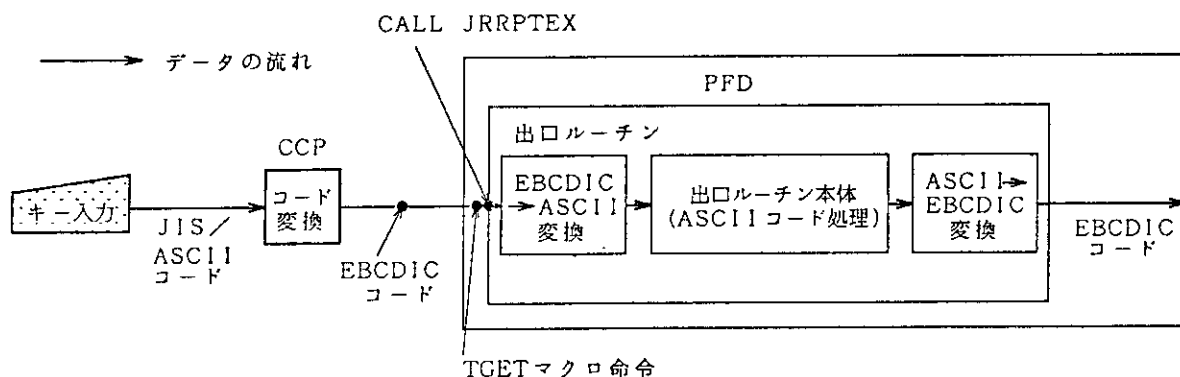 CALL JRRPTEX
データの流れ
PFD
出口ルーチン
CCP
キー入力
コード
変換
EBCDIC
→ASCII
変換
出口ルーチン本体
(ASCIIコード処理)
ASCII→
EBCDIC
変換
JIS/
ASCII
コード
EBCDIC
コード
EBCDIC
コード
TGETマクロ命令